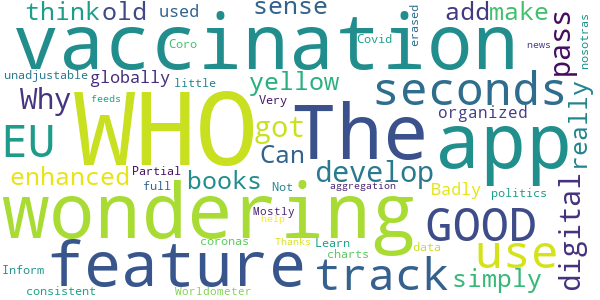 think old used sense add make
Coro Covid erased nosotras
vaccination pass
unadjustable globally little yellow seconds news
Why WHO The app really
feeds Very got organized
EU Can
enhanced Partial books develop
full Not aggregation Badly politics digital
wondering GOOD
Mostly help
coronas Learn Thanks charts data use
feature track simply
Inform
consistent Worldometer